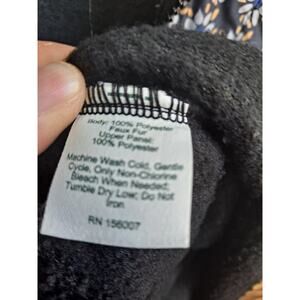 Body: 100% Polyester
Faux Fur
Upper Panel:
100% Polyester
Machine Wash Cold, Gentle
Cycle, Only Non-Chlorine
Bleach When Needed;
Tumble Dry Low; Do Not
Iron.
RN 156007